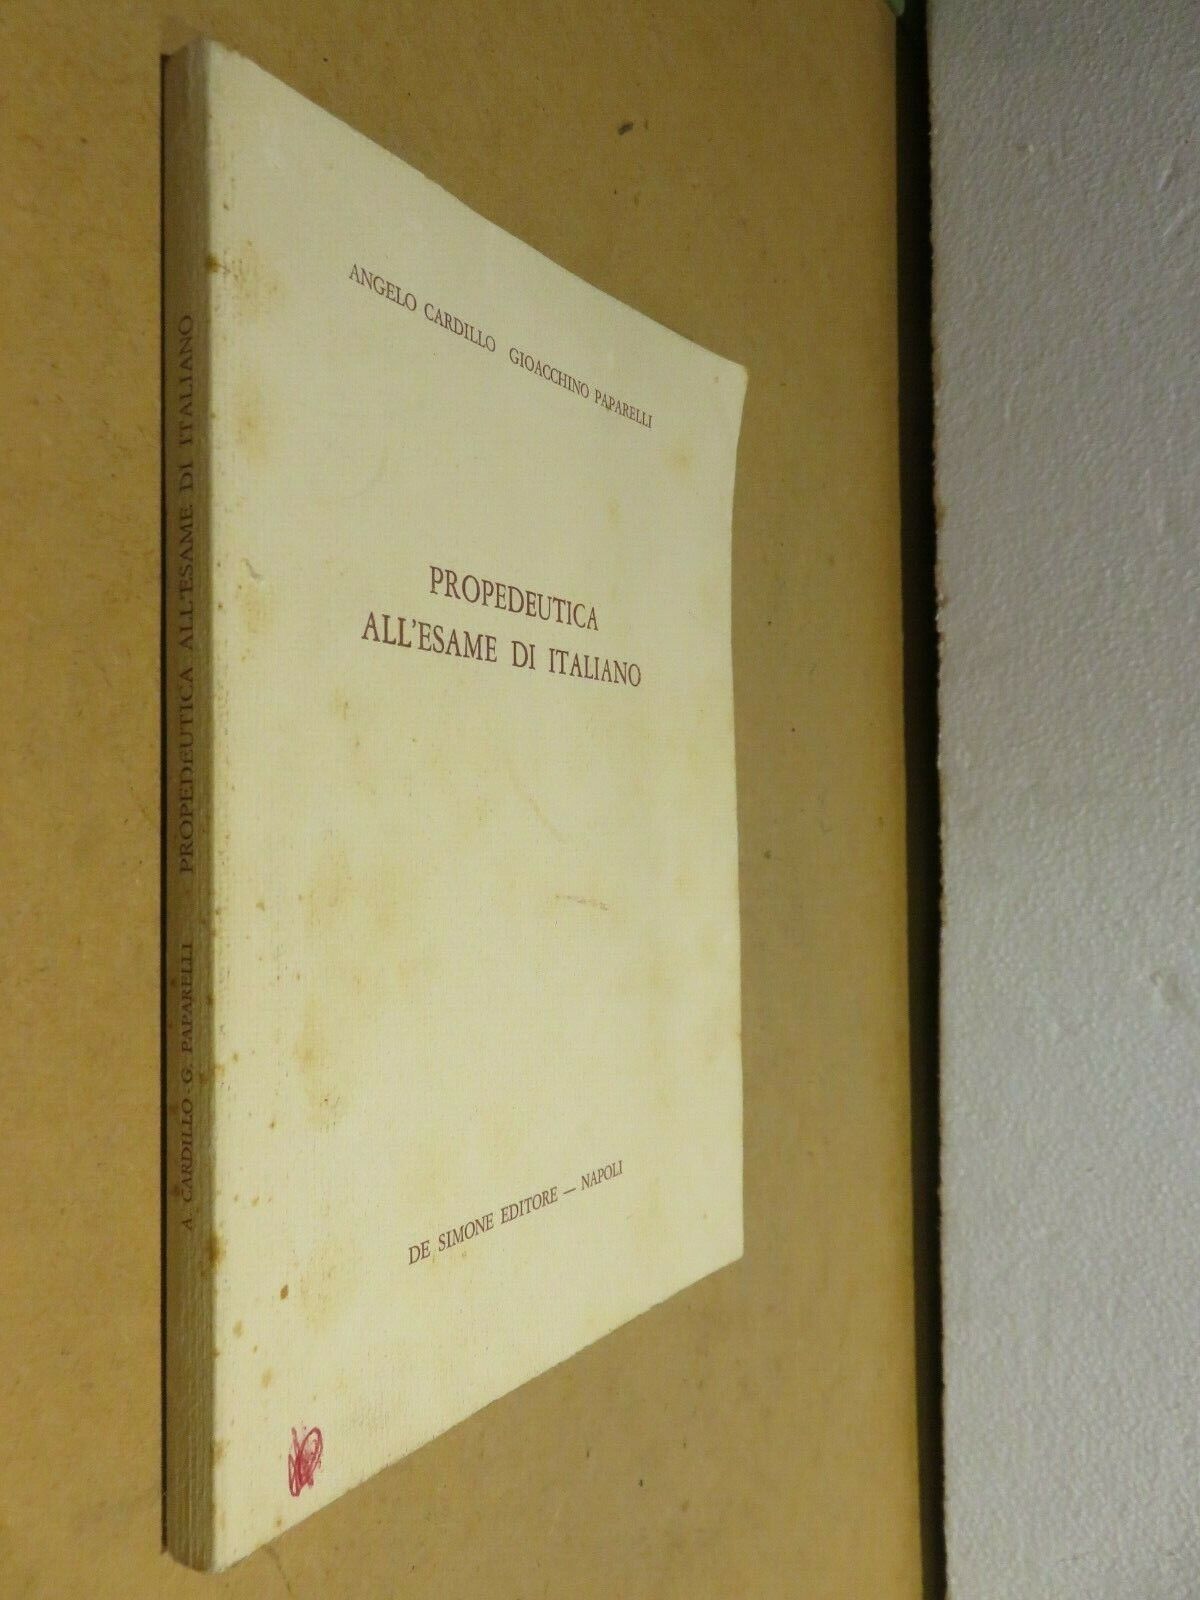 ANGELO CARDILLO GIOACCHINO PAPARELLI
PROPEDEUTICA
ALL'ESAME DI ITALIANO
DE SIMONE EDITORE — NAPOLI
A. CARDILLO - G. PAPARELLI PROPEDEUTICA ALL'ESAME DI ITALIANO